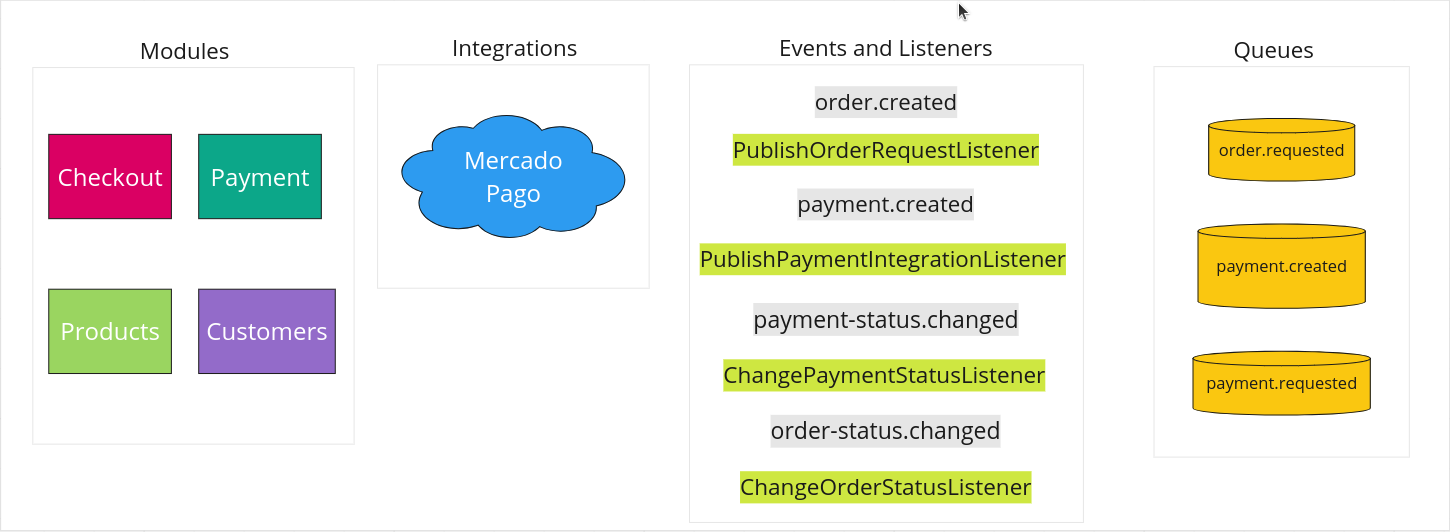 Modules
Checkout
Payment
Products
Customers
Integrations
Mercado
Pago
Events and Listeners
order.created
PublishOrderRequestListener
payment.created
PublishPaymentIntegrationListener
payment-status.changed
ChangePaymentStatusListener
order-status.changed
ChangeOrderStatusListener
Queues
order.requested
payment.created
payment.requested